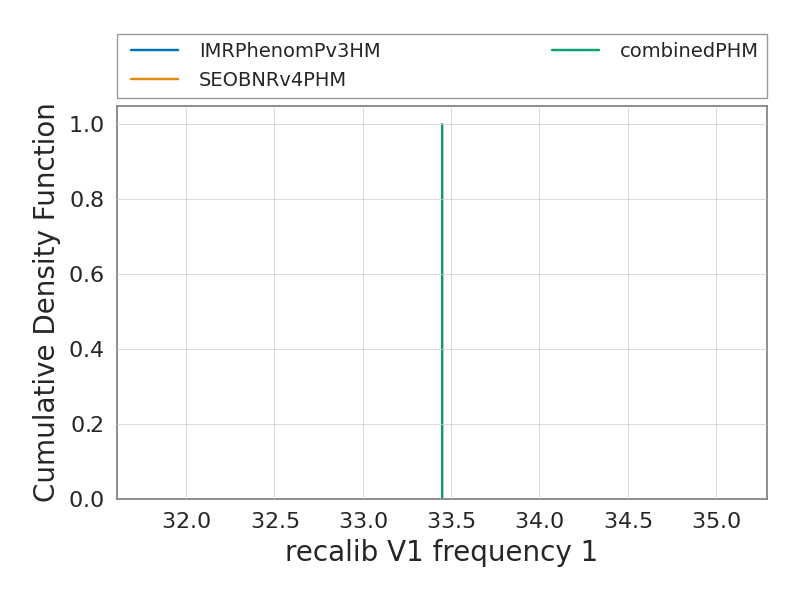 IMRPhenomPv3HM
SEOBNRv4PHM
combinedPHM
Cumulative Density Function
1.0
0.8
0.6
0.4
0.2
0.0
32.0 32.5 33.0 33.5 34.0 34.5 35.0
recalib V1 frequency 1